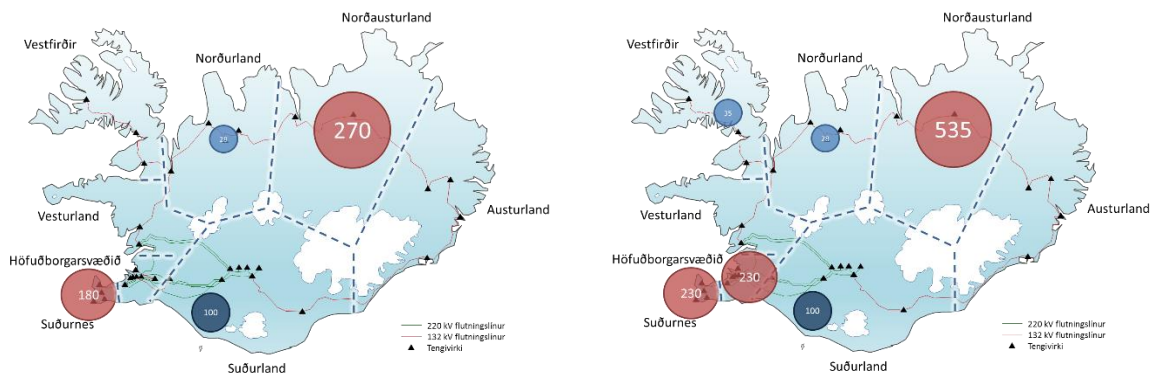 Norðausturland
Vestfirðir
Norðurland
270
20
Vesturland
Austurland
Höfuðborgarsvæðið
180
Suðurnes
100
Suðurland
220 kV flutningslínur
132 kV flutningslínur
Tengivirki
Norðausturland
Vestfirðir
Norðurland
35
535
20
Vesturland
Austurland
Höfuðborgarsvæðið
230
230
Suðurnes
100
Suðurland
220 kV flutningslínur
132 kV flutningslínur
Tengivirki